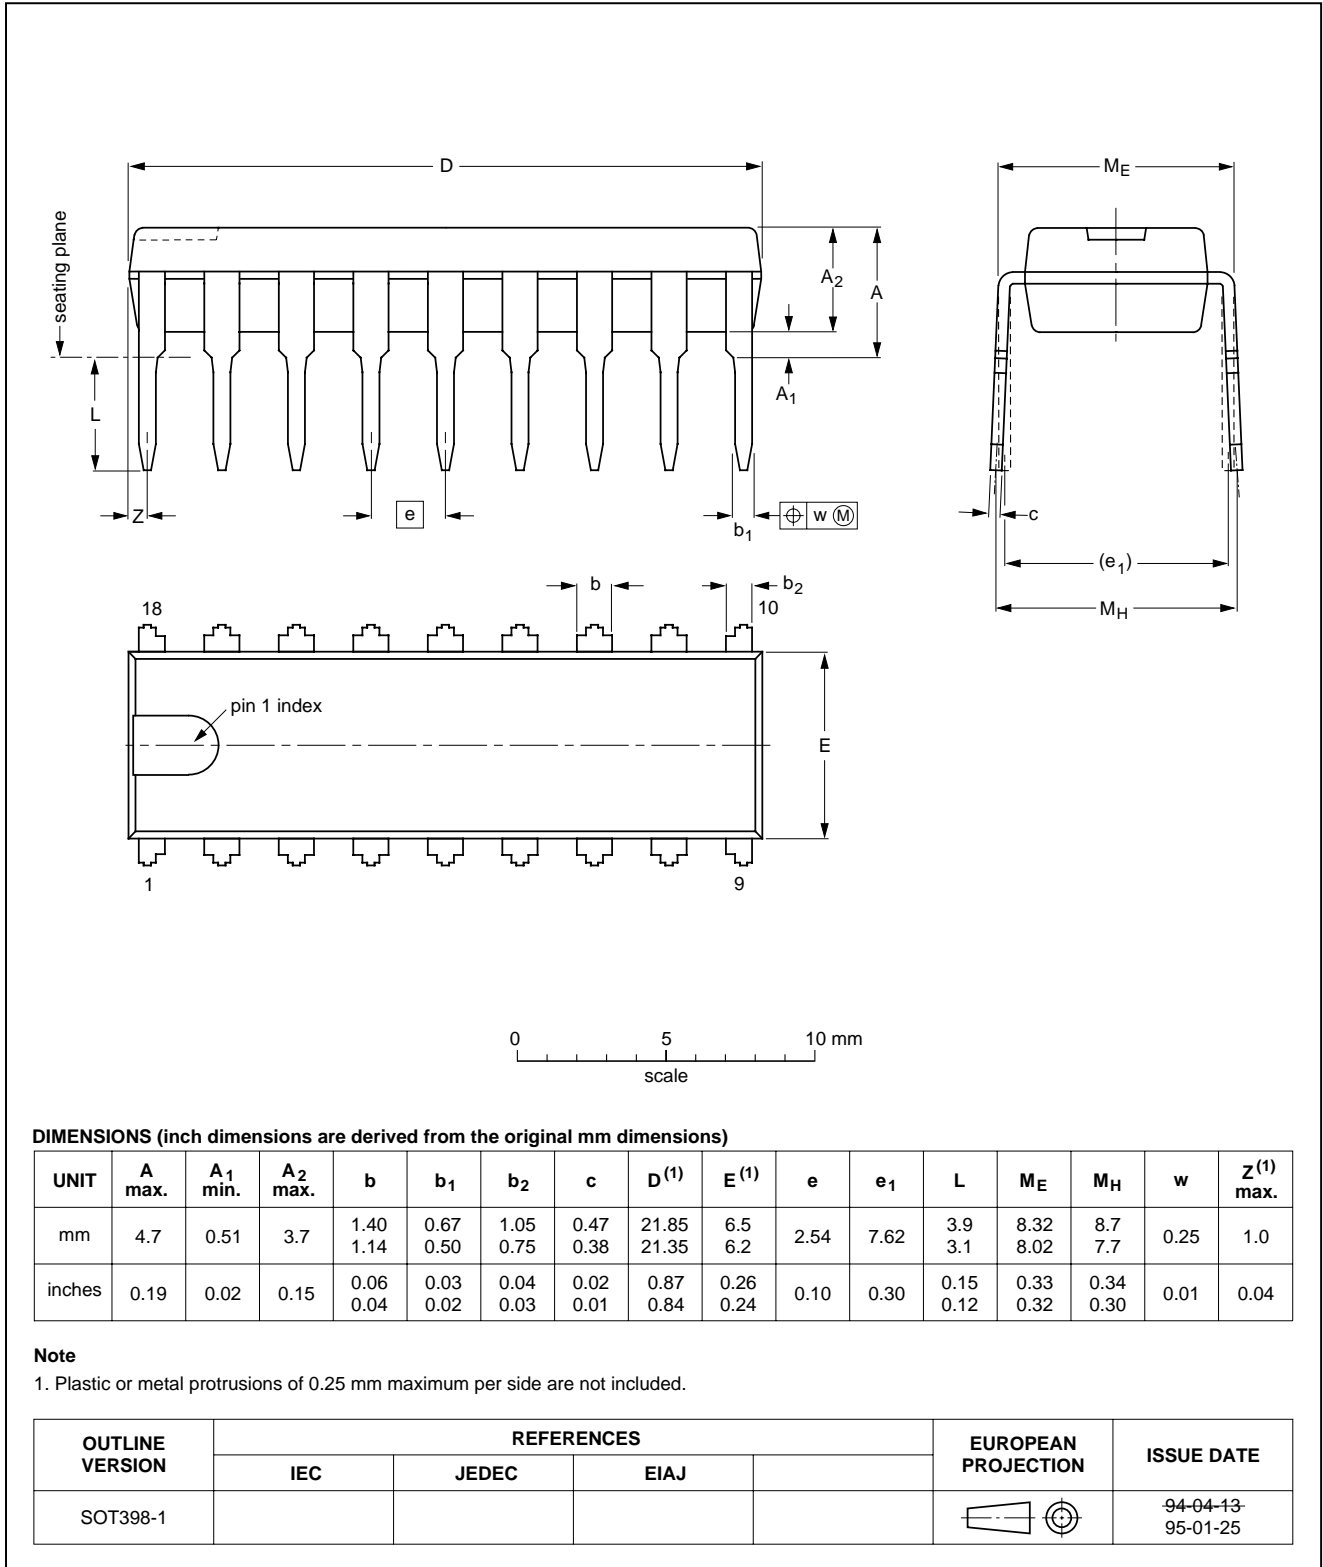 D
ME
seating plane
A2
A
A1
L
Z
e
b1
w M
c
(e1)
MH
b
b2
18
10
pin 1 index
E
1
9
0 5 10 mm
scale
DIMENSIONS (inch dimensions are derived from the original mm dimensions)
UNIT A max. A1 min. A2 max. b b1 b2 c D(1) E(1) e e1 L ME MH w Z(1) max.
mm 4.7 0.51 3.7 1.40 1.14 0.67 0.50 1.05 0.75 0.47 0.38 21.85 21.35 6.5 6.2 2.54 7.62 3.9 3.1 8.32 8.02 8.7 7.7 0.25 1.0
inches 0.19 0.02 0.15 0.06 0.04 0.03 0.02 0.04 0.03 0.02 0.01 0.87 0.84 0.26 0.24 0.10 0.30 0.15 0.12 0.33 0.32 0.34 0.30 0.01 0.04
Note
1. Plastic or metal protrusions of 0.25 mm maximum per side are not included.
OUTLINE VERSION REFERENCES EUROPEAN PROJECTION ISSUE DATE
IEC JEDEC EIAJ
SOT398-1 94-04-13
95-01-25